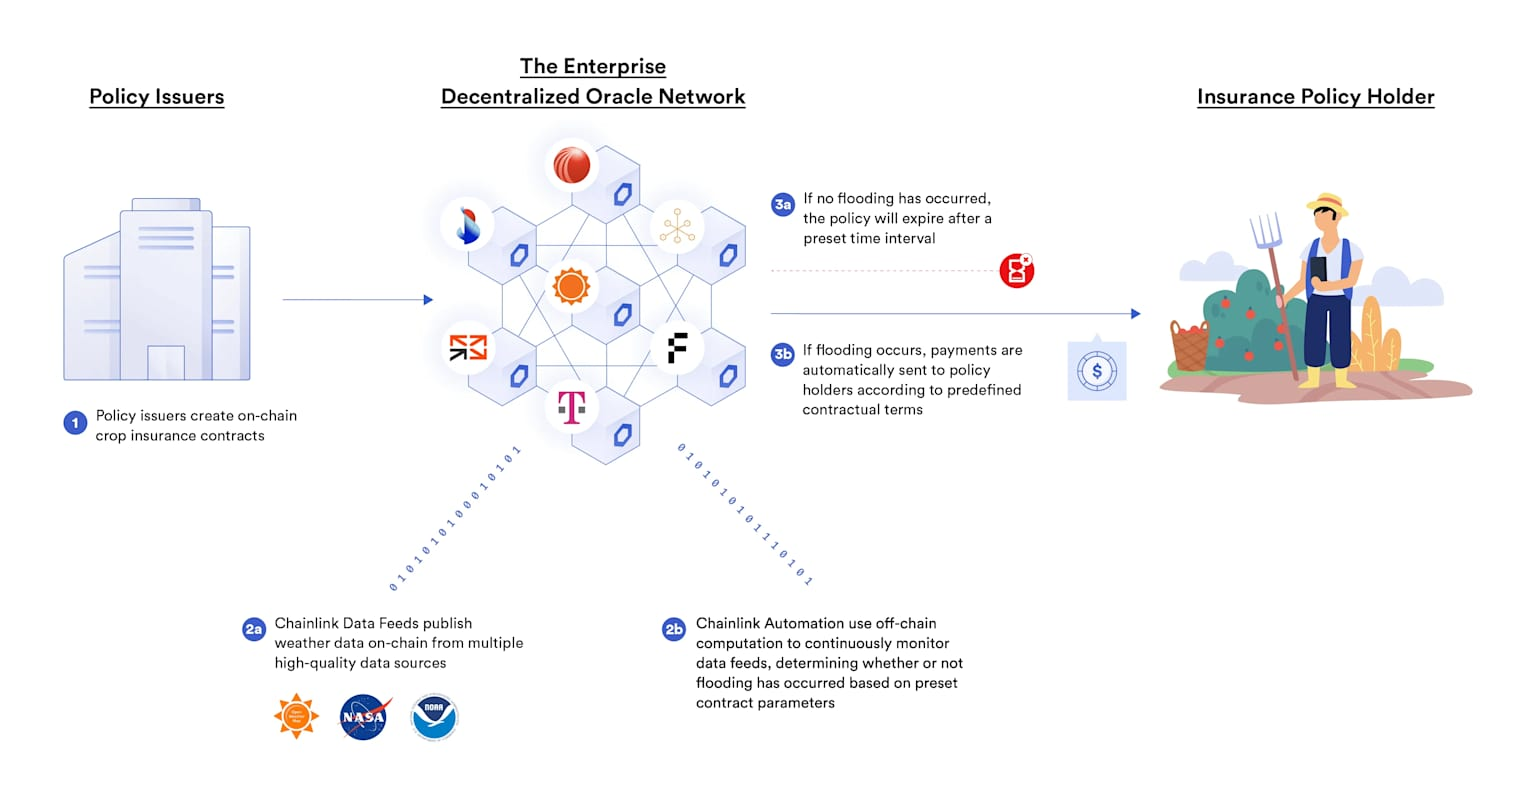 The Enterprise
Decentralized Oracle Network
Policy Issuers
Insurance Policy Holder
1
Policy issuers create on-chain
crop insurance contracts
T
3a
If no flooding has occurred,
the policy will expire after a
preset time interval
3b
If flooding occurs, payments are
automatically sent to policy
holders according to predefined
contractual terms
$
0101010100010101
0101010101110101
2a
Chainlink Data Feeds publish
weather data on-chain from multiple
high-quality data sources
Open
Weather
Map
NASA
NOAA
2b
Chainlink Automation use off-chain
computation to continuously monitor
data feeds, determining whether or not
flooding has occurred based on preset
contract parameters